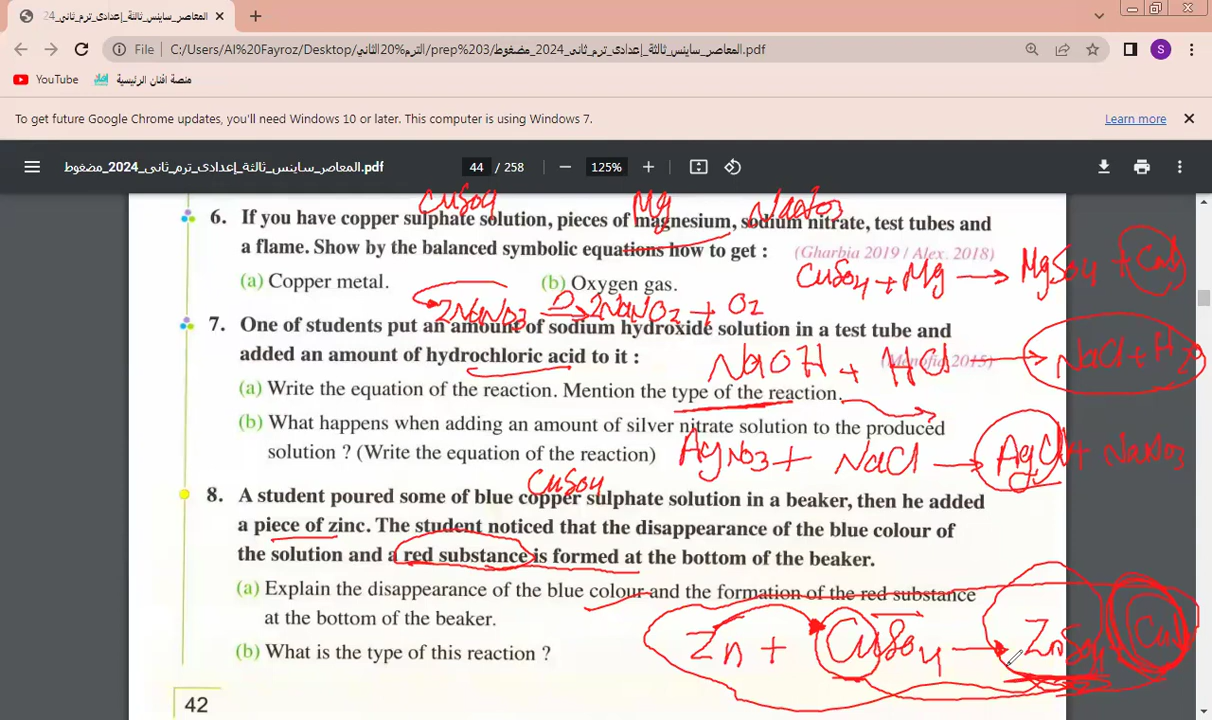 المعاصر_ساينس_ثالثة_إعدادى_ترم_ثانى_24
File C:/Users/Al%20Fayroz/Desktop/الترم%20الثاني/prep%203/المعاصر_ساينس_ثالثة_إعدادى_ترم_ثانى_2024_مضغوط.pdf S
YouTube منصة افنان الرئيسية
To get future Google Chrome updates, you'll need Windows 10 or later. This computer is using Windows 7. Learn more
المعاصر_ساينس_ثالثة_إعدادى_ترم_ثانى_2024_مضغوط.pdf 44 / 258 125%
CuSo4 Mg NaNo3
6. If you have copper sulphate solution, pieces of magnesium, sodium nitrate, test tubes and
a flame. Show by the balanced symbolic equations how to get : (Gharbia 2019 / Alex. 2018)
CuSo4 + Mg → MgSo4 + Cu
(a) Copper metal. (b) Oxygen gas.
2NaNO3 Δ→ 2NaNO2 + O2
7. One of students put an amount of sodium hydroxide solution in a test tube and
added an amount of hydrochloric acid to it : (Menofia 2015)
NaOH + HCl → NaCl + H2O
(a) Write the equation of the reaction. Mention the type of the reaction.
(b) What happens when adding an amount of silver nitrate solution to the produced
solution ? (Write the equation of the reaction) AgNo3 + NaCl → AgCl + NaNO3
CuSo4
8. A student poured some of blue copper sulphate solution in a beaker, then he added
a piece of zinc. The student noticed that the disappearance of the blue colour of
the solution and a red substance is formed at the bottom of the beaker.
(a) Explain the disappearance of the blue colour and the formation of the red substance
at the bottom of the beaker.
Zn + CuSo4 → ZnSo4 Cu
(b) What is the type of this reaction ?
42